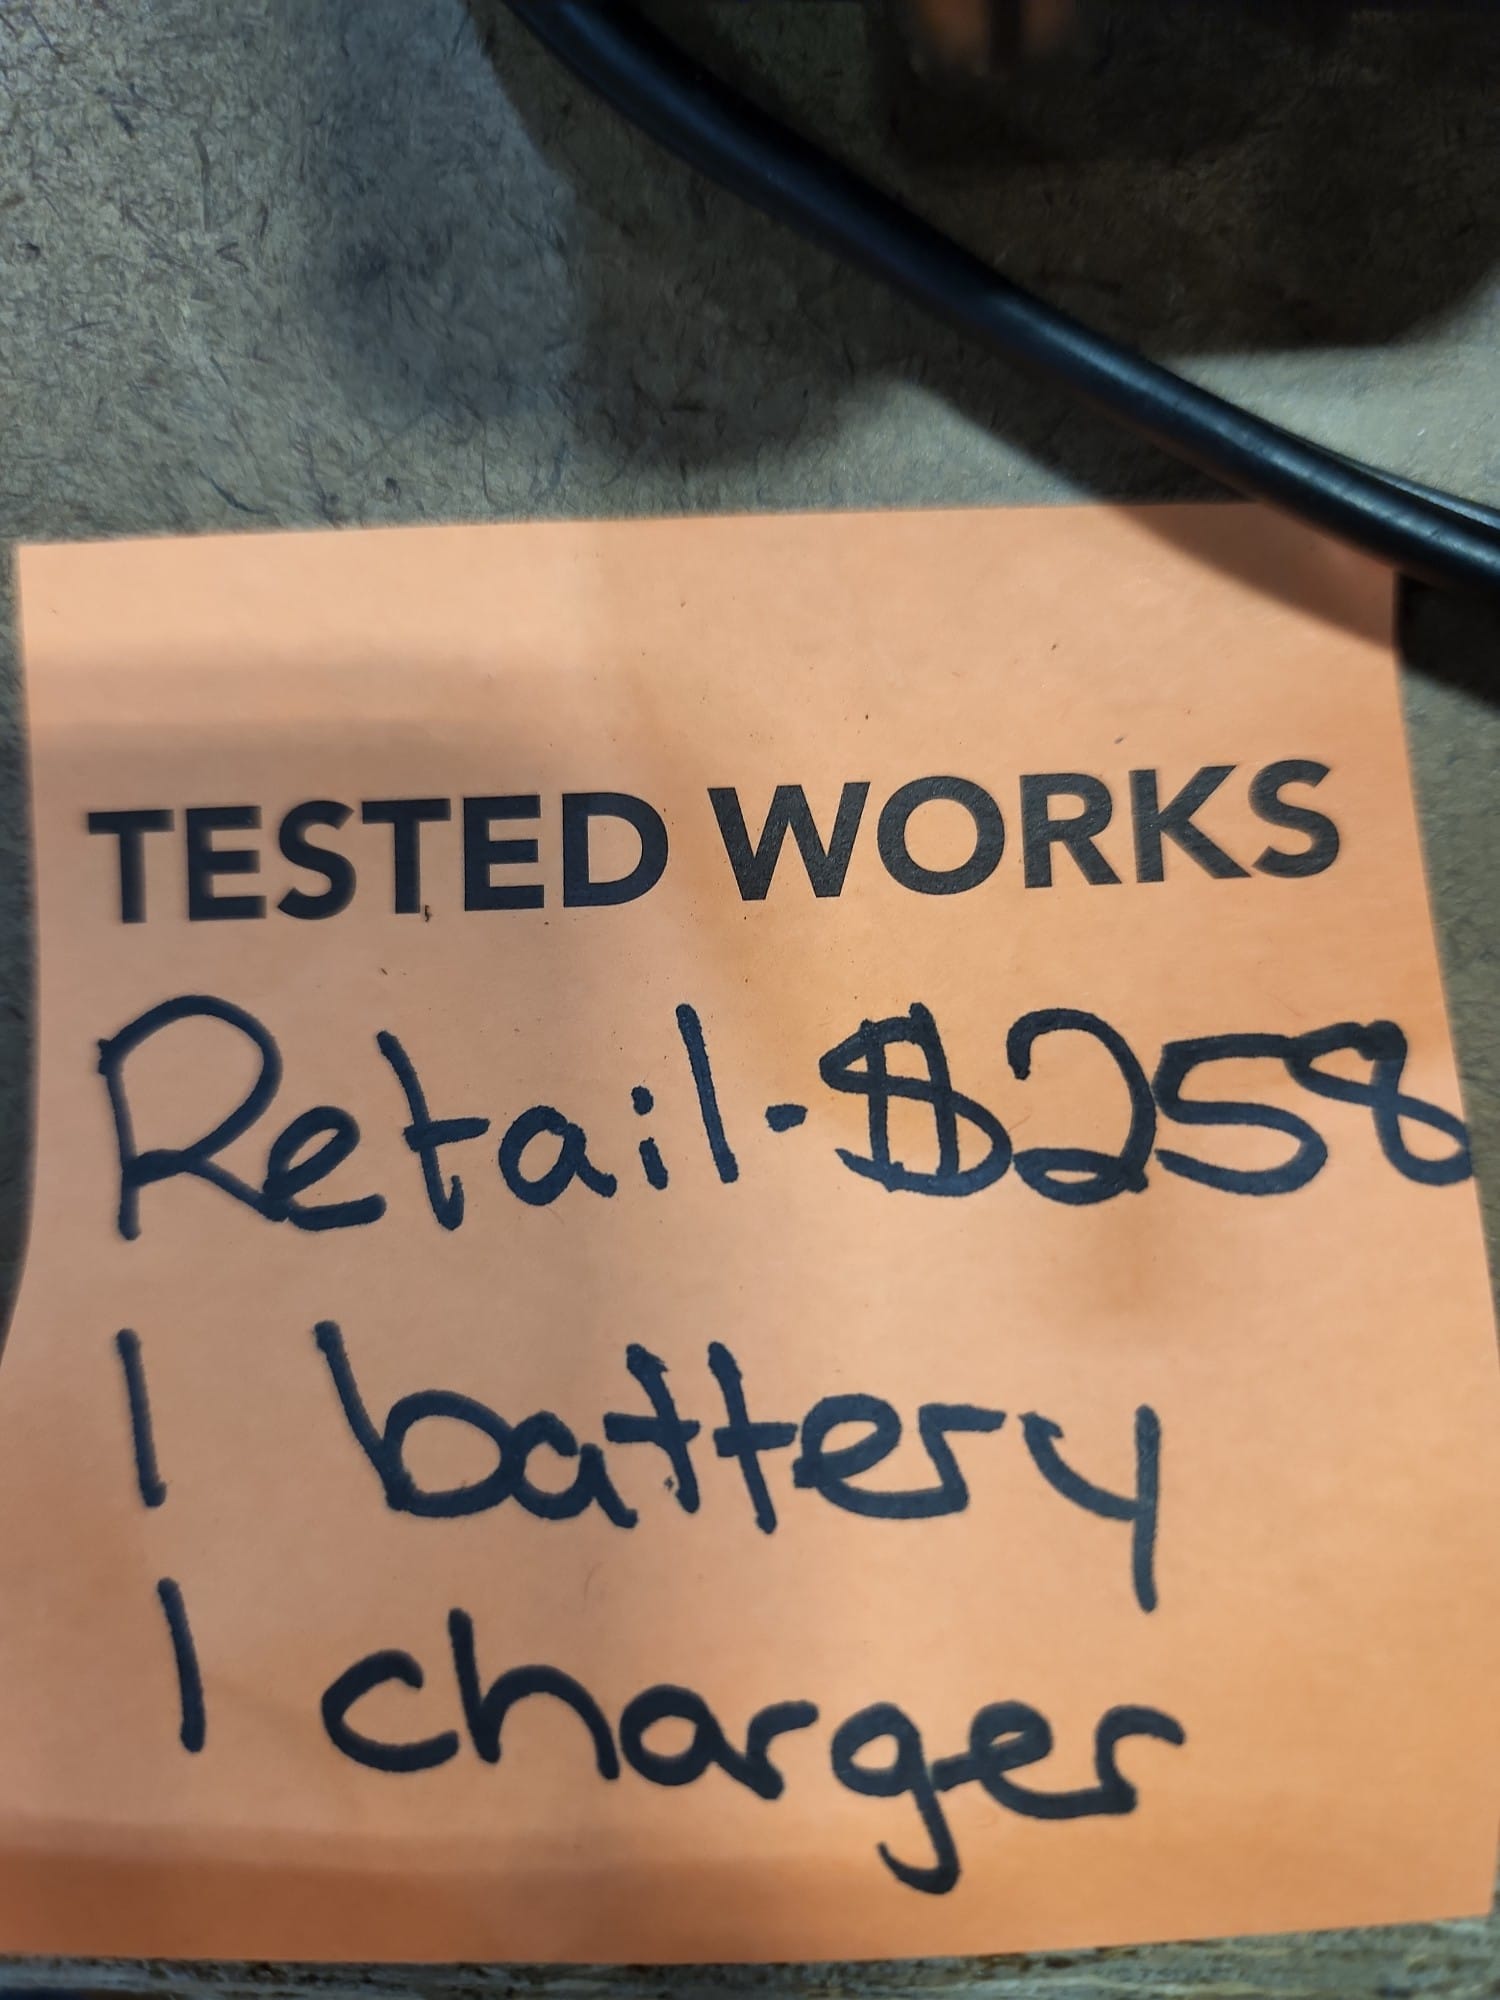 TESTED WORKS
Retail-$258
1 battery
1 charger